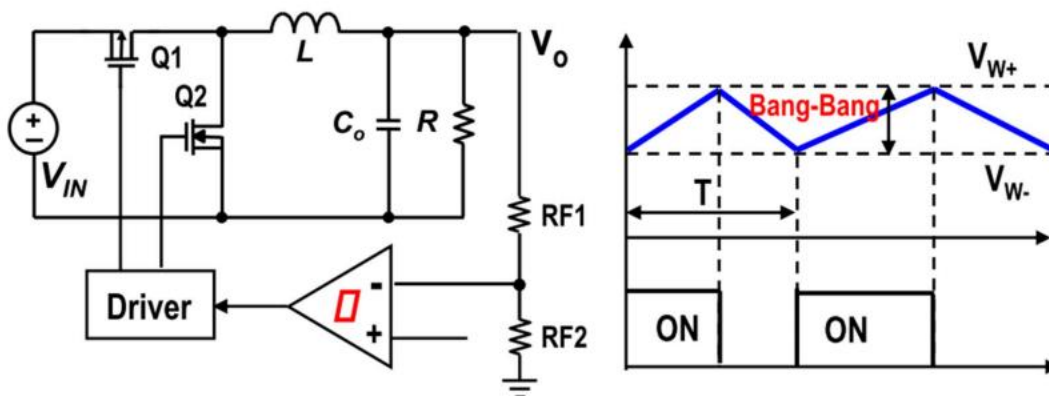 Q1
L
Vo
Q2
Co
R
VIN
RF1
Driver
-
+
RF2
VW+
Bang-Bang
VW-
T
ON
ON